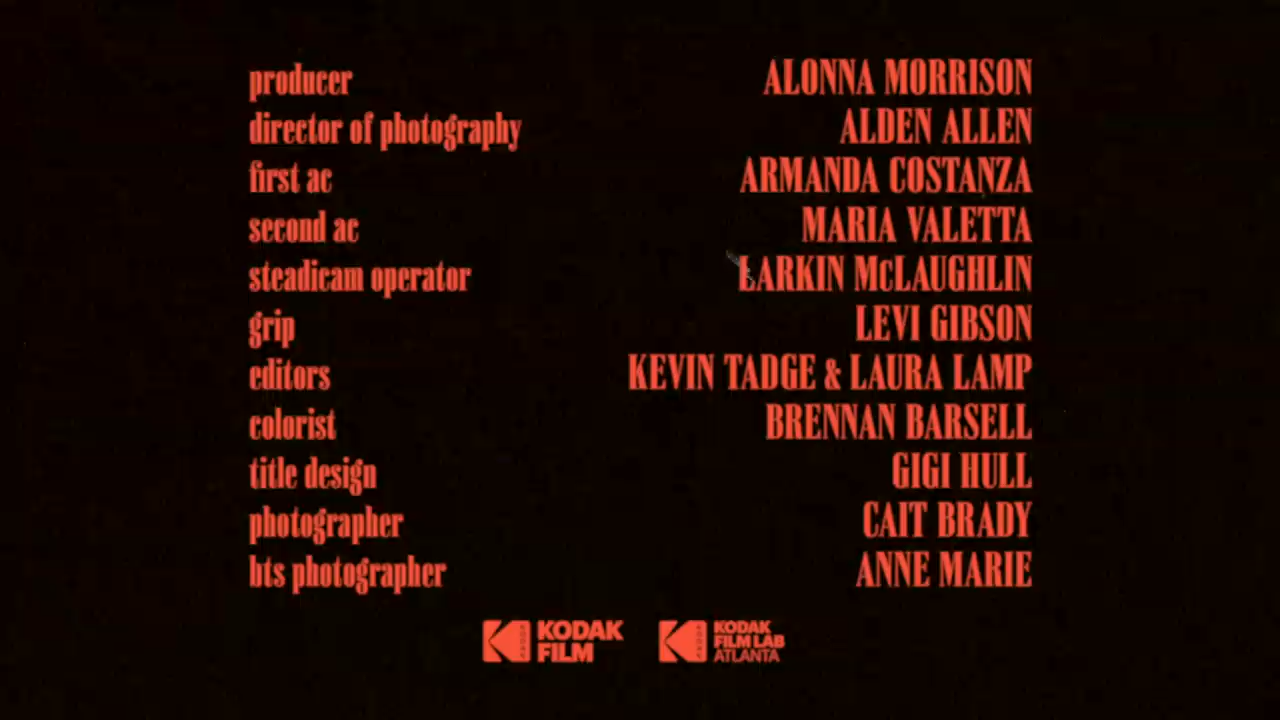 producer ALONNA MORRISON
director of photography ALDEN ALLEN
first ac ARMANDA COSTANZA
second ac MARIA VALETTA
steadicam operator LARKIN McLAUGHLIN
grip LEVI GIBSON
editors KEVIN TADGE & LAURA LAMP
colorist BRENNAN BARSELL
title design GIGI HULL
photographer CAIT BRADY
bts photographer ANNE MARIE
KODAK FILM
KODAK FILM LAB ATLANTA